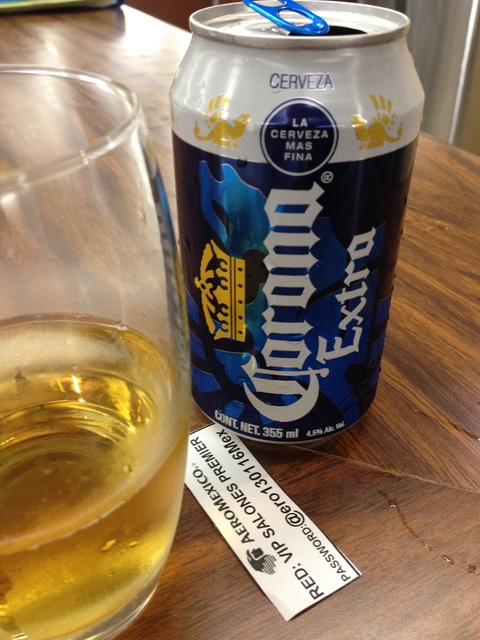 CERVEZA
LA
CERVEZA
MAS
FINA
Corona®
Extra
CONT. NET. 355 ml 4.5% Alc. Vol.
AEROMEXICO.
RED: VIP SALONES PREMIER
PASSWORD:@ero130116Mex